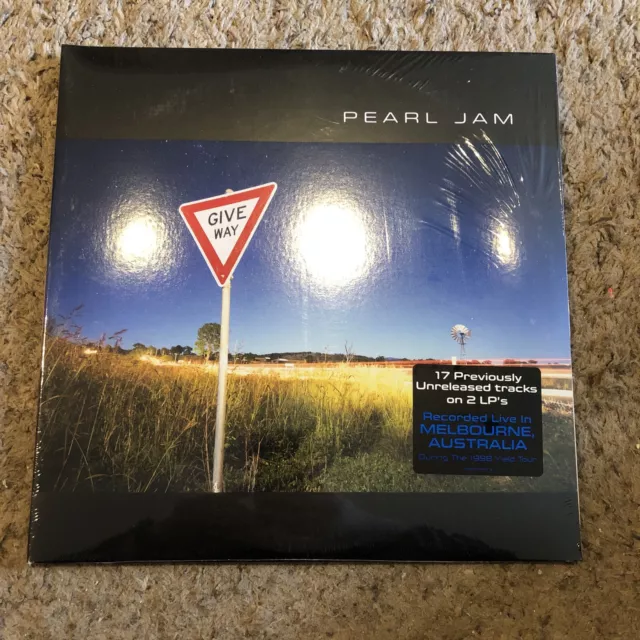 PEARL JAM
GIVE
WAY
17 Previously
Unreleased tracks
on 2 LP's
Recorded Live In
MELBOURNE,
AUSTRALIA
During The 1998 Yield Tour